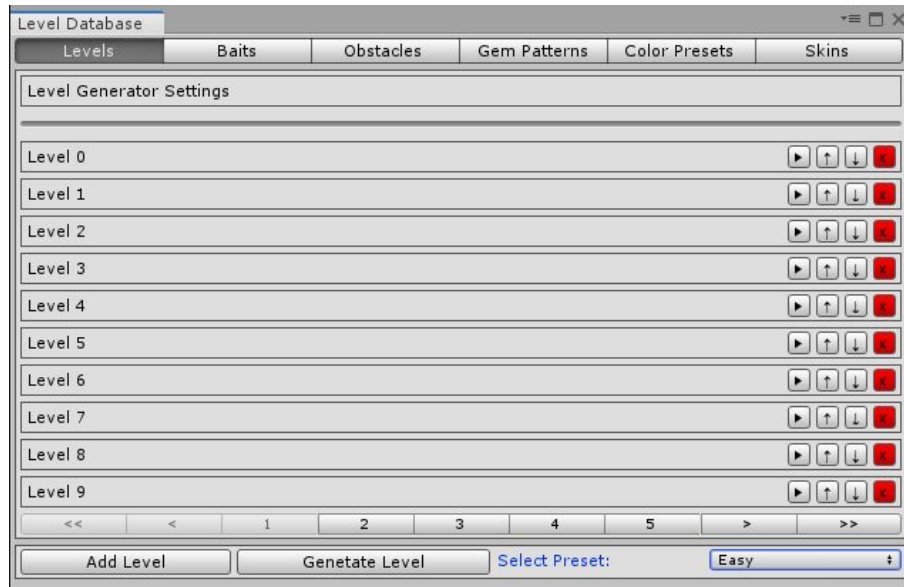 Level Database
Levels Baits Obstacles Gem Patterns Color Presets Skins
Level Generator Settings
Level 0 x
Level 1 x
Level 2 x
Level 3 x
Level 4 x
Level 5 x
Level 6 x
Level 7 x
Level 8 x
Level 9 x
<< < 1 2 3 4 5 > >>
Add Level Genetate Level Select Preset: Easy